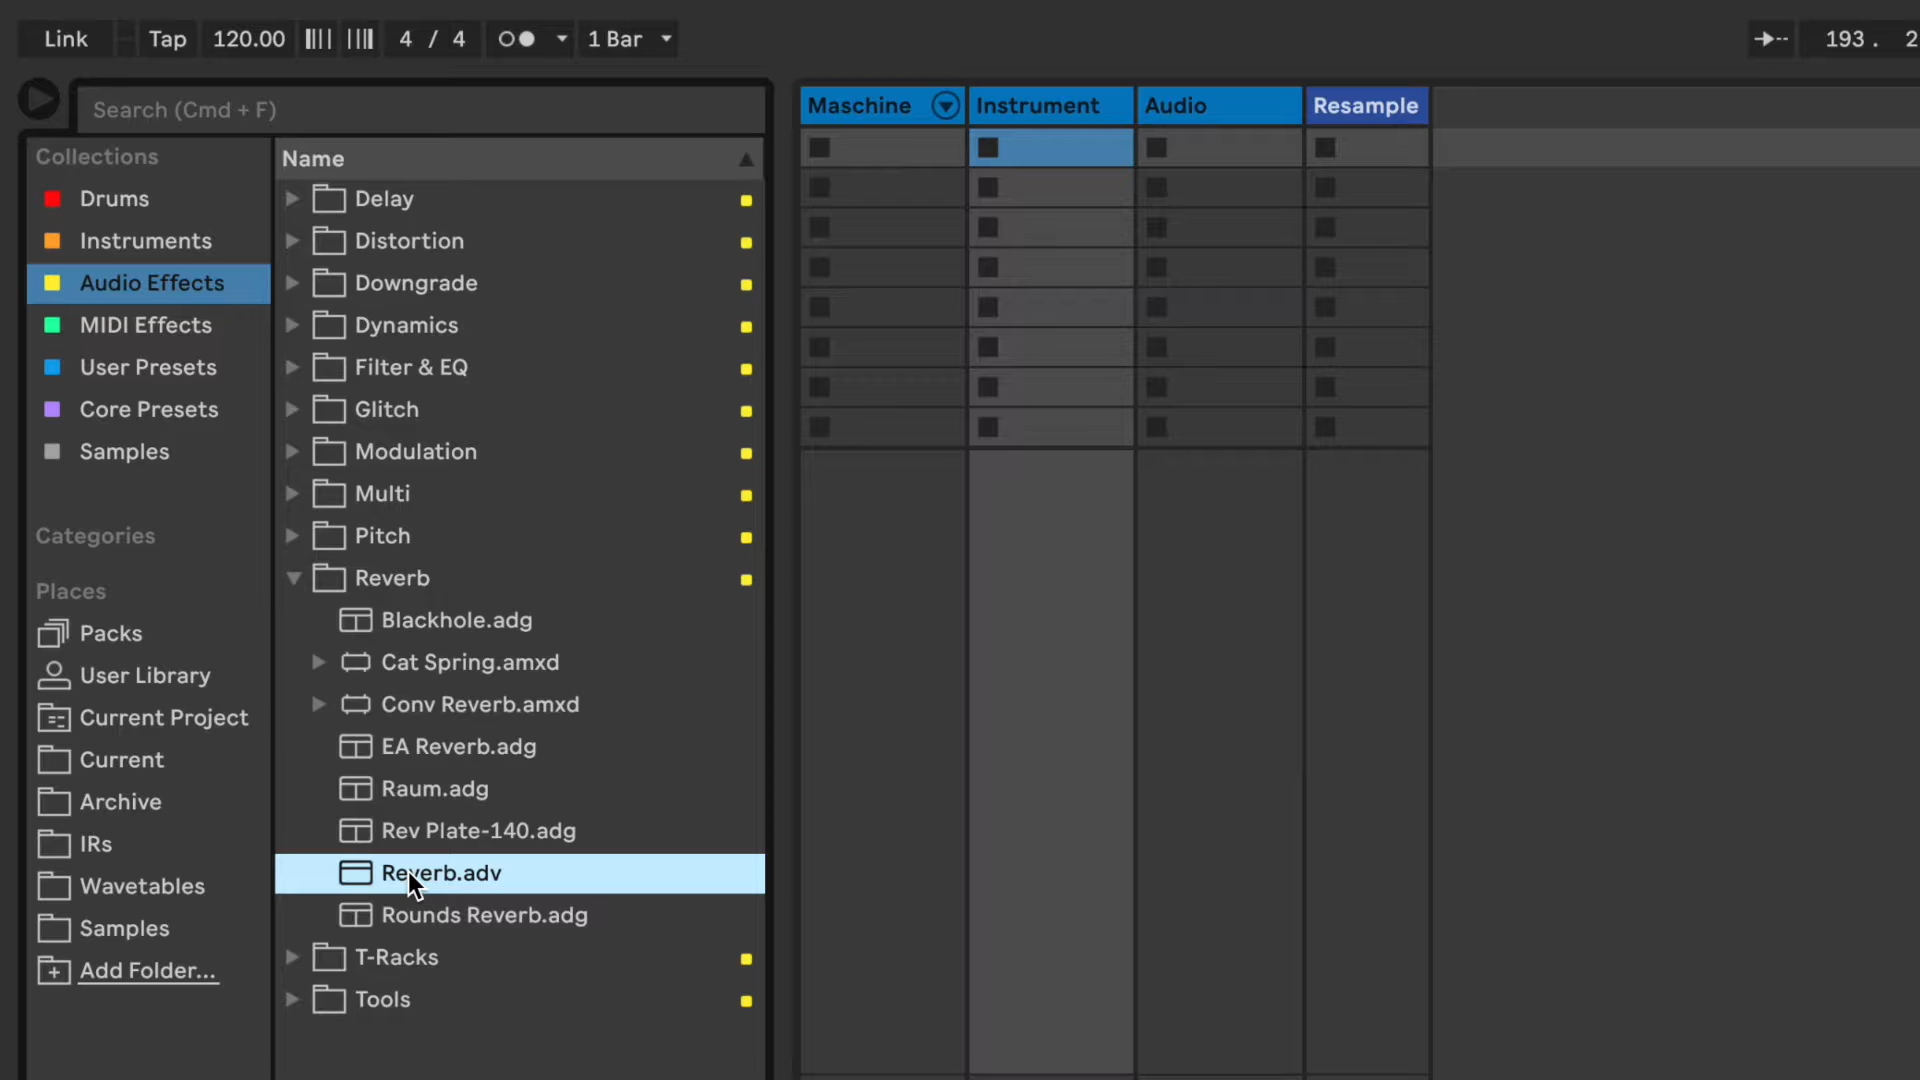 Link
Tap
120.00
4 / 4
1 Bar
193 . 2
Search (Cmd + F)
Collections
Drums
Instruments
Audio Effects
MIDI Effects
User Presets
Core Presets
Samples
Categories
Places
Packs
User Library
Current Project
Current
Archive
IRs
Wavetables
Samples
Add Folder...
Name
Delay
Distortion
Downgrade
Dynamics
Filter & EQ
Glitch
Modulation
Multi
Pitch
Reverb
Blackhole.adg
Cat Spring.amxd
Conv Reverb.amxd
EA Reverb.adg
Raum.adg
Rev Plate-140.adg
Reverb.adv
Rounds Reverb.adg
T-Racks
Tools
Maschine
Instrument
Audio
Resample